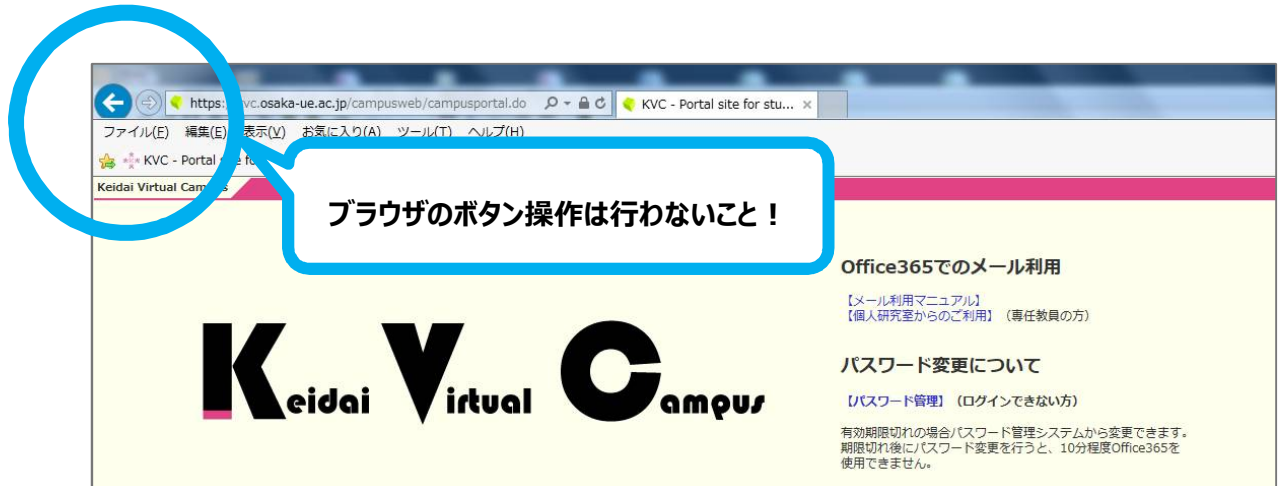 https: vc.osaka-ue.ac.jp/campusweb/campusportal.do
KVC - Portal site for stu...
ファイル(F) 編集(E) 表示(V) お気に入り(A) ツール(T) ヘルプ(H)
KVC - Portal
Keidai Virtual Campus
ブラウザのボタン操作は行わないこと！
Keidai Virtual Campus
Office365でのメール利用
【メール利用マニュアル】
【個人研究室からのご利用】（専任教員の方）
パスワード変更について
【パスワード管理】（ログインできない方）
有効期限切れの場合パスワード管理システムから変更できます。
期限切れ後にパスワード変更を行うと、10分程度Office365を
使用できません。